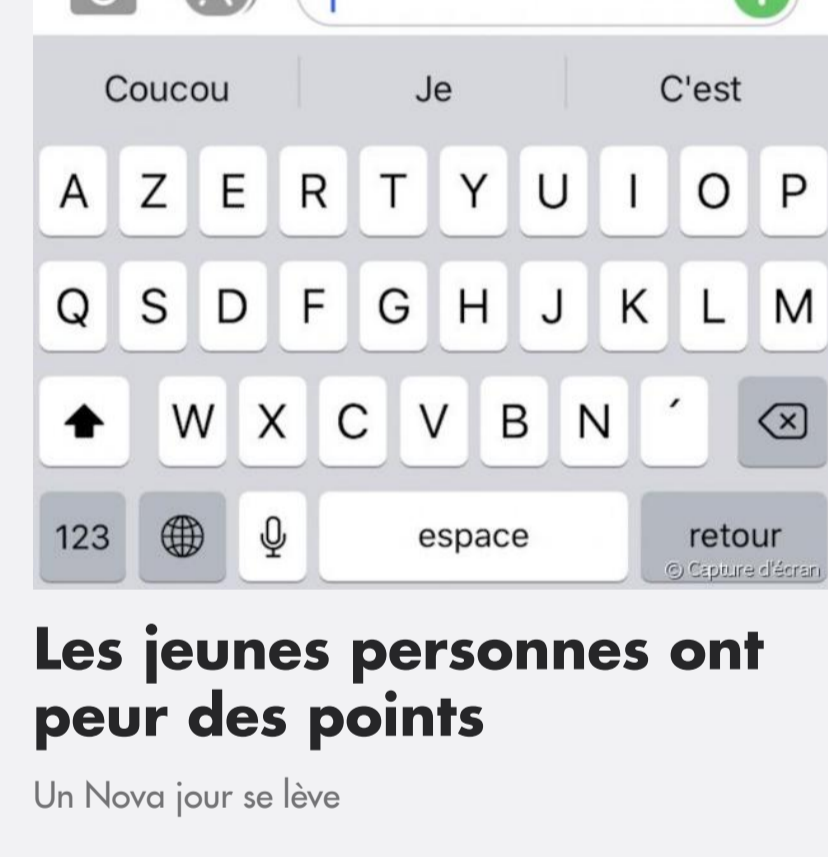 Coucou Je C'est
A Z E R T Y U I O P
Q S D F G H J K L M
W X C V B N ´
123 espace retour
© Capture d'écran
Les jeunes personnes ont
peur des points
Un Nova jour se lève